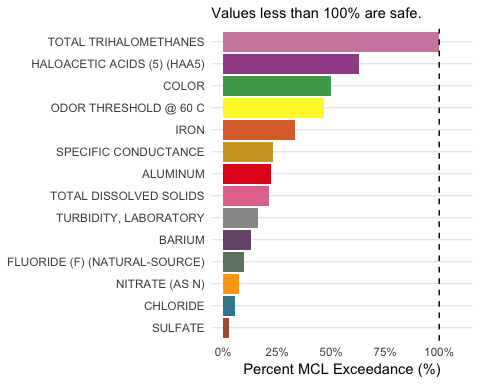 Values less than 100% are safe.
TOTAL TRIHALOMETHANES
HALOACETIC ACIDS (5) (HAA5)
COLOR
ODOR THRESHOLD @ 60 C
IRON
SPECIFIC CONDUCTANCE
ALUMINUM
TOTAL DISSOLVED SOLIDS
TURBIDITY, LABORATORY
BARIUM
FLUORIDE (F) (NATURAL-SOURCE)
NITRATE (AS N)
CHLORIDE
SULFATE
0% 25% 50% 75% 100%
Percent MCL Exceedance (%)